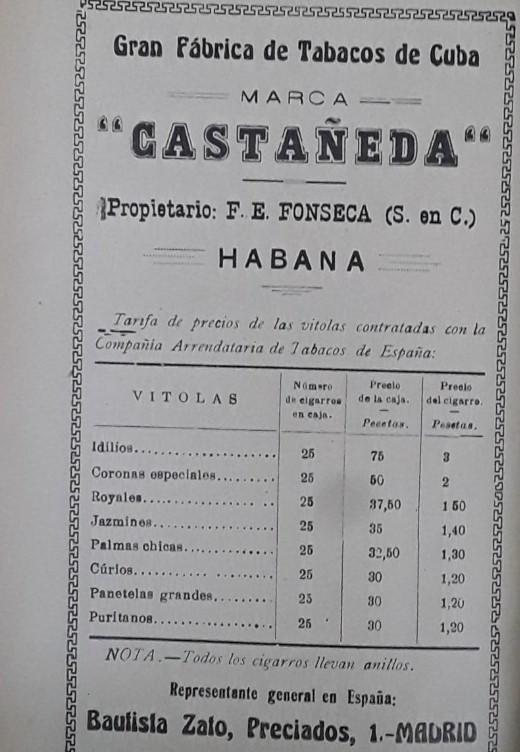 Gran Fábrica de Tabacos de Cuba
MARCA
"CASTAÑEDA"
Propietario: F. E. FONSECA (S. en C.)
HABANA
Tarifa de precios de las vitolas contratadas con la
Compañía Arrendataria de Tabacos de España:
VITOLAS | Número de cigarros en caja. | Precio de la caja. — Pesetas. | Precio del cigarro. — Pesetas.
Idilios..................... 25 75 3
Coronas especiales......... 25 50 2
Royales..................... 25 37,50 1 50
Jazmines.................... 25 35 1,40
Palmas chicas.............. 25 32,50 1,30
Cúrios...................... 25 30 1,20
Panetelas grandes.......... 25 30 1,20
Puritanos................... 25 30 1,20
NOTA.—Todos los cigarros llevan anillos.
Representante general en España:
Bautista Zato, Preciados, 1.-MADRID